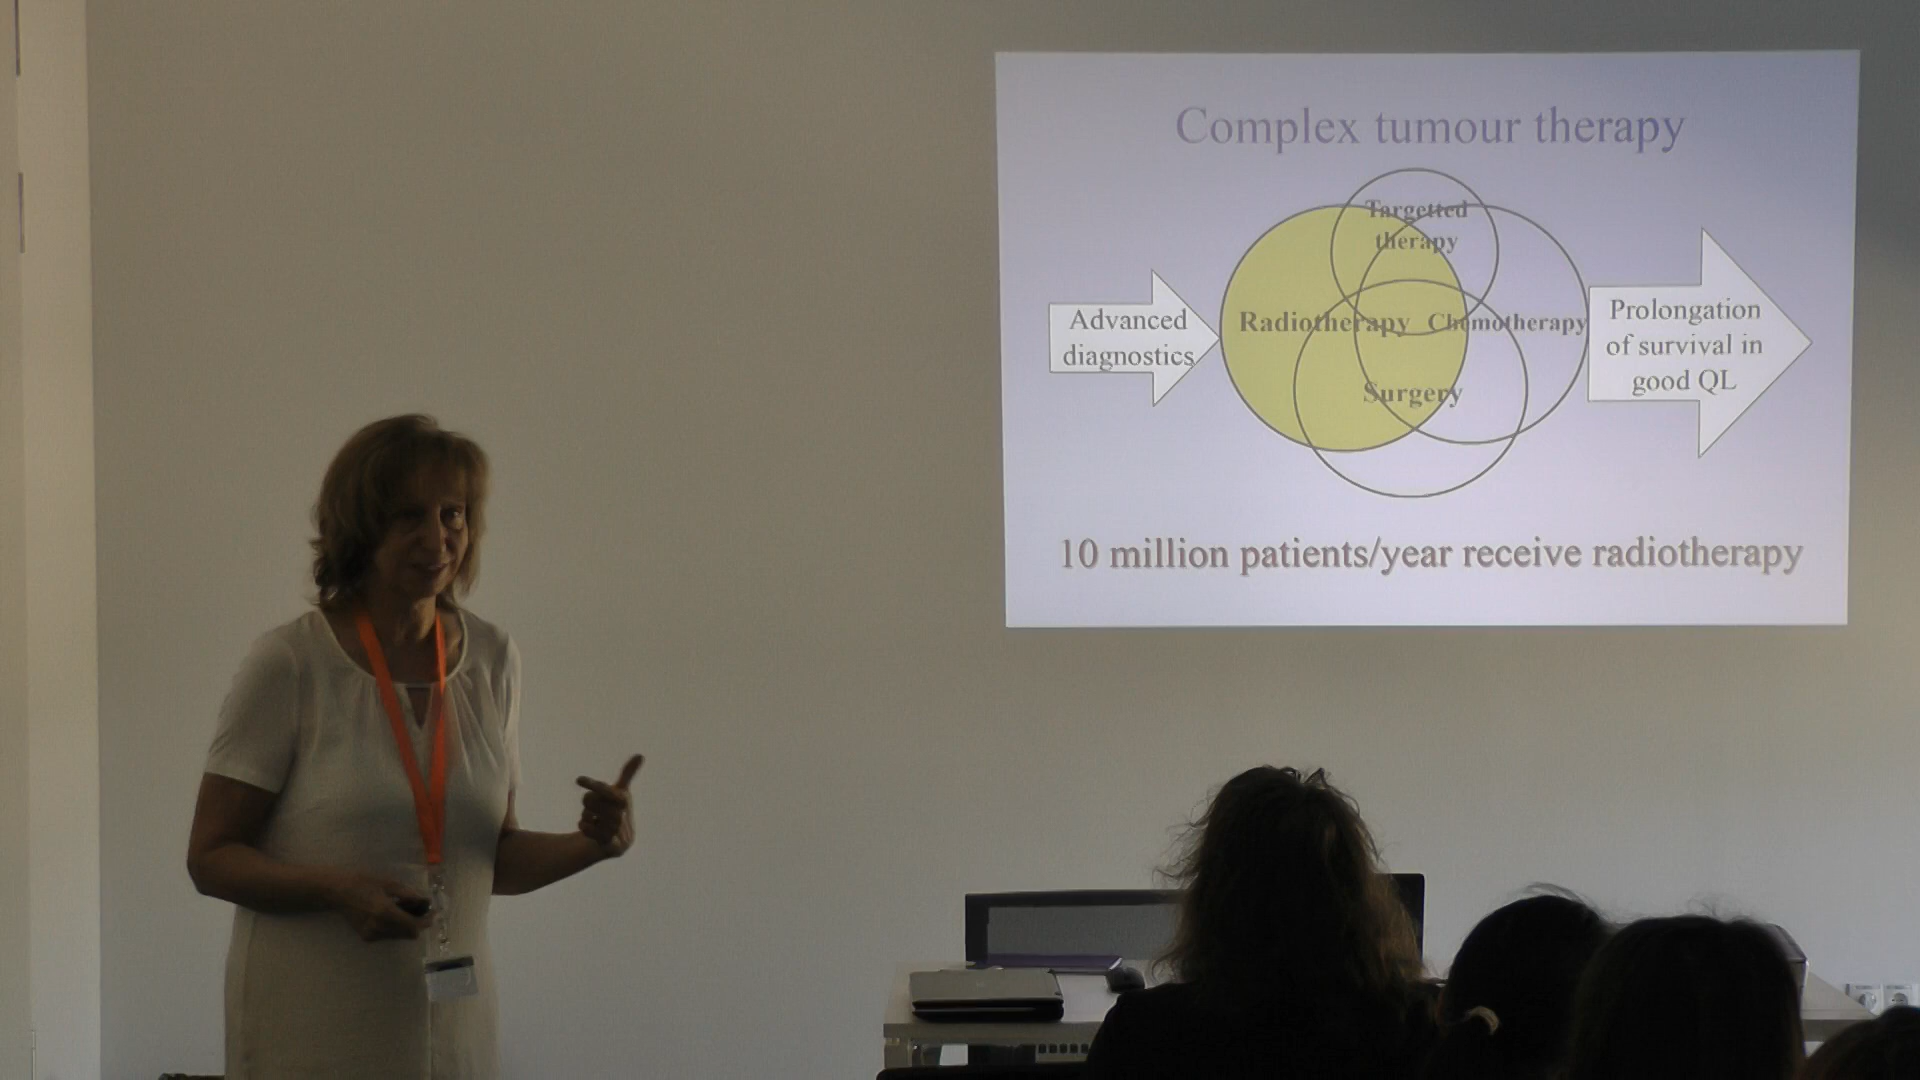 Complex tumour therapy
Targetted
therapy
Advanced
diagnostics
Radiotherapy
Chemotherapy
Surgery
Prolongation
of survival in
good QL
10 million patients/year receive radiotherapy